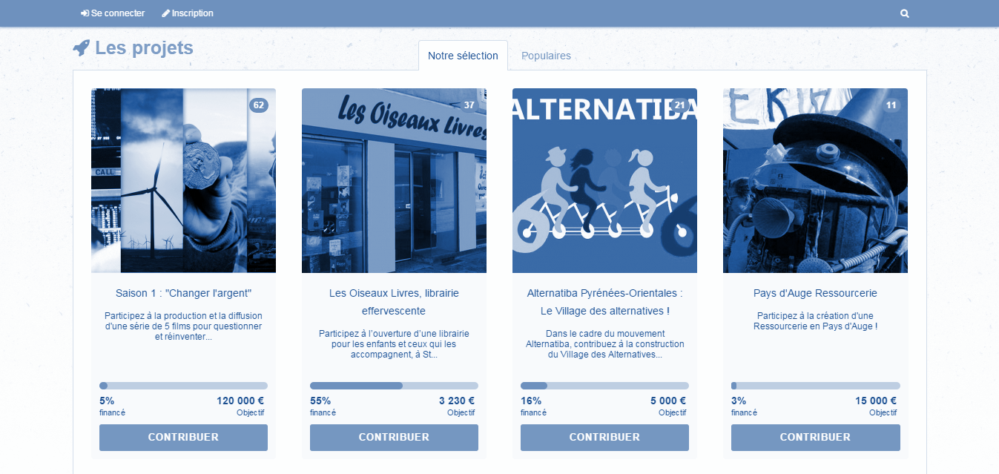 Se connecter
Inscription
Les projets
Notre sélection
Populaires
62
CALL
Saison 1 : "Changer l'argent"
Participez à la production et la diffusion
d'une série de 5 films pour questionner
et réinventer...
5%
120 000 €
financé
Objectif
CONTRIBUER
37
Les Oiseaux Livres
Les Oiseaux Livres, librairie
effervescente
Participez à l’ouverture d’une librairie
pour les enfants et ceux qui les
accompagnent, à St...
55%
3 230 €
financé
Objectif
CONTRIBUER
21
ALTERNATIBA
Alternatiba Pyrénées-Orientales :
Le Village des alternatives !
Dans le cadre du mouvement
Alternatiba, contribuez à la construction
du Village des Alternatives...
16%
5 000 €
financé
Objectif
CONTRIBUER
11
Pays d'Auge Ressourcerie
Participez à la création d'une
Ressourcerie en Pays d'Auge !
3%
15 000 €
financé
Objectif
CONTRIBUER